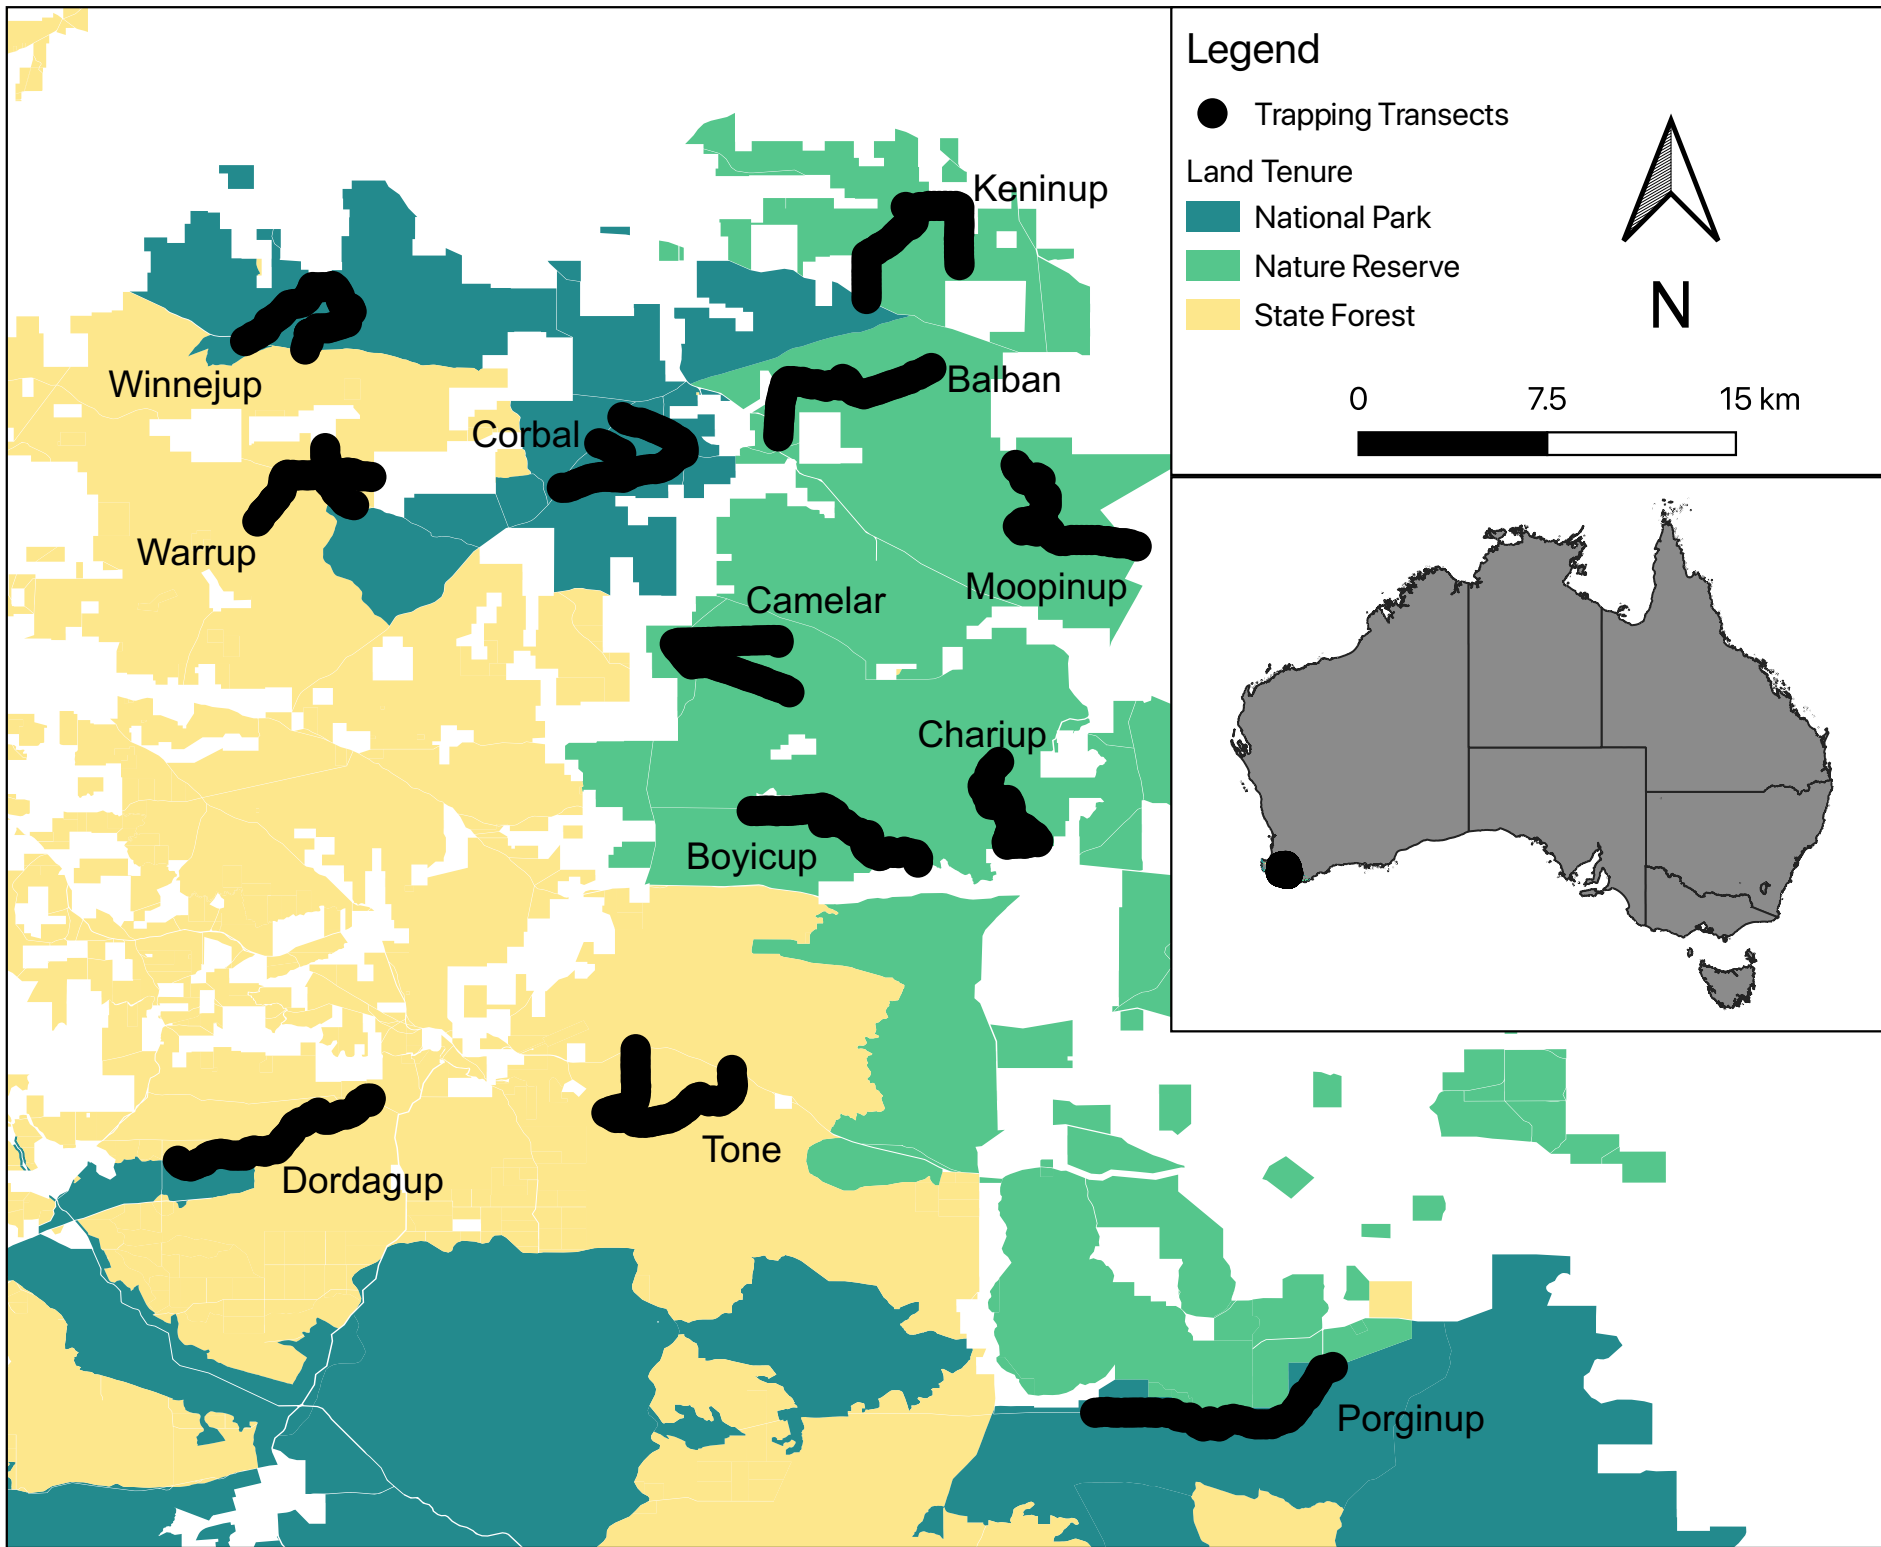 Legend
Trapping Transects
Land Tenure
National Park
Nature Reserve
State Forest
N
0 7.5 15 km
Keninup
Winnejup
Balban
Corbal
Warrup
Moopinup
Camelar
Chariup
Boyicup
Tone
Dordagup
Porginup